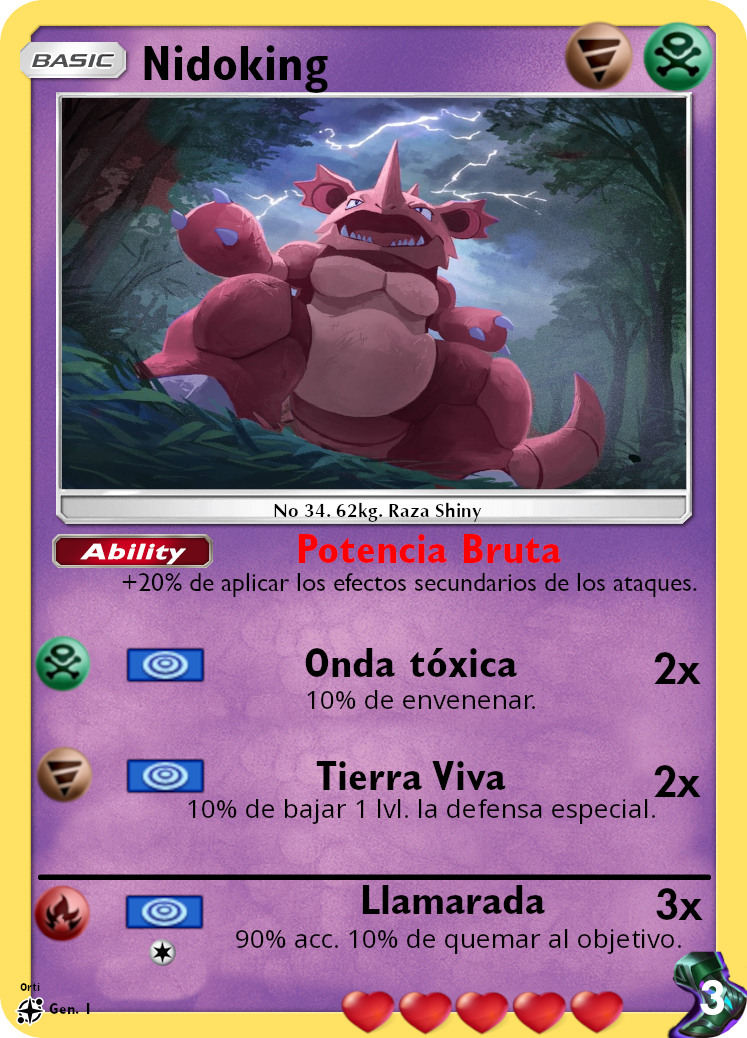 BASIC Nidoking
No 34. 62kg. Raza Shiny
Ability Potencia Bruta
+20% de aplicar los efectos secundarios de los ataques.
Onda tóxica 2x
10% de envenenar.
Tierra Viva 2x
10% de bajar 1 lvl. la defensa especial.
Llamarada 3x
90% acc. 10% de quemar al objetivo.
Orti
Gen. I
3